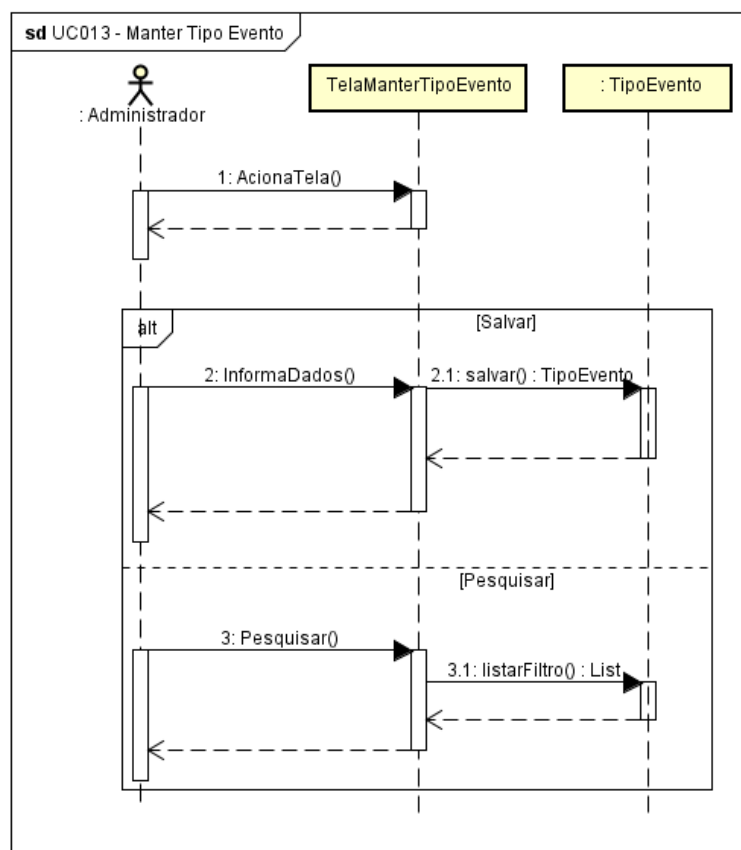 sd UC013 - Manter Tipo Evento
: Administrador
TelaManterTipoEvento
: TipoEvento
1: AcionaTela()
alt
[Salvar]
2: InformaDados()
2.1: salvar() : TipoEvento
[Pesquisar]
3: Pesquisar()
3.1: listarFiltro() : List